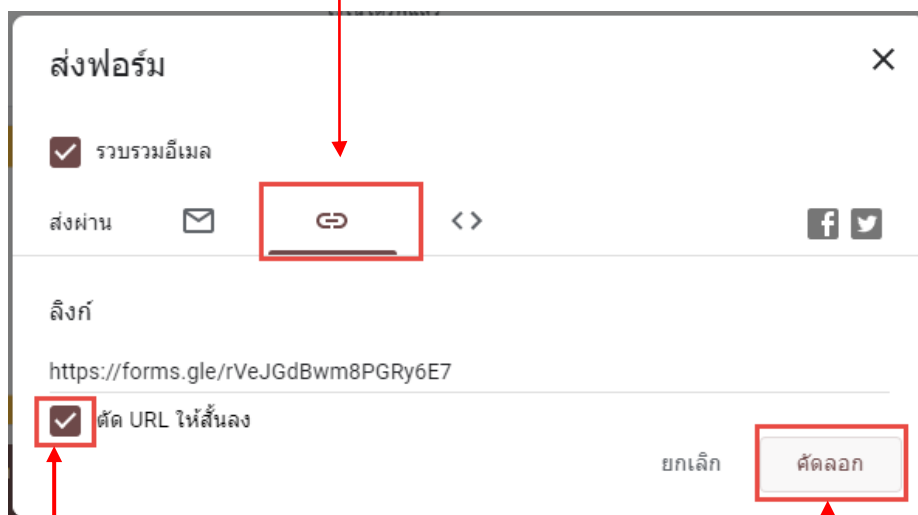 ส่งฟอร์ม
รวบรวมอีเมล
ส่งผ่าน
ลิงก์
https://forms.gle/rVeJGdBwm8PGRy6E7
ตัด URL ให้สั้นลง
ยกเลิก คัดลอก